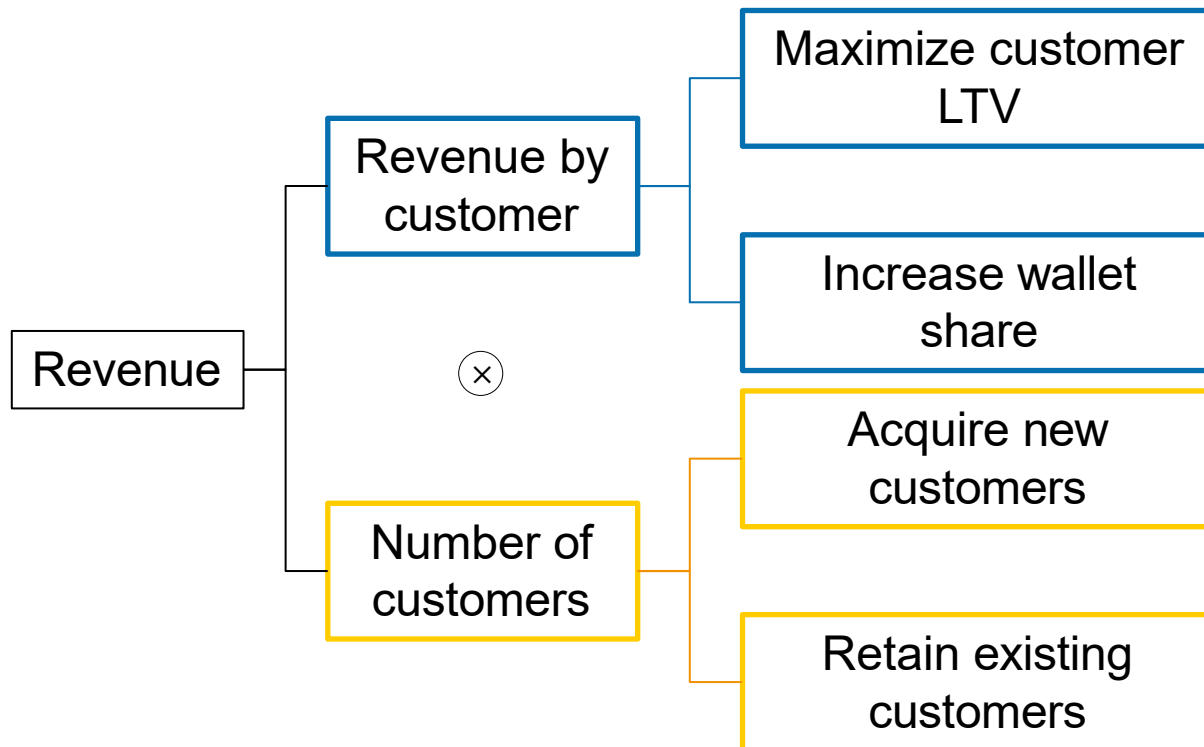 Revenue
Revenue by
customer
×
Number of
customers
Maximize customer
LTV
Increase wallet
share
Acquire new
customers
Retain existing
customers